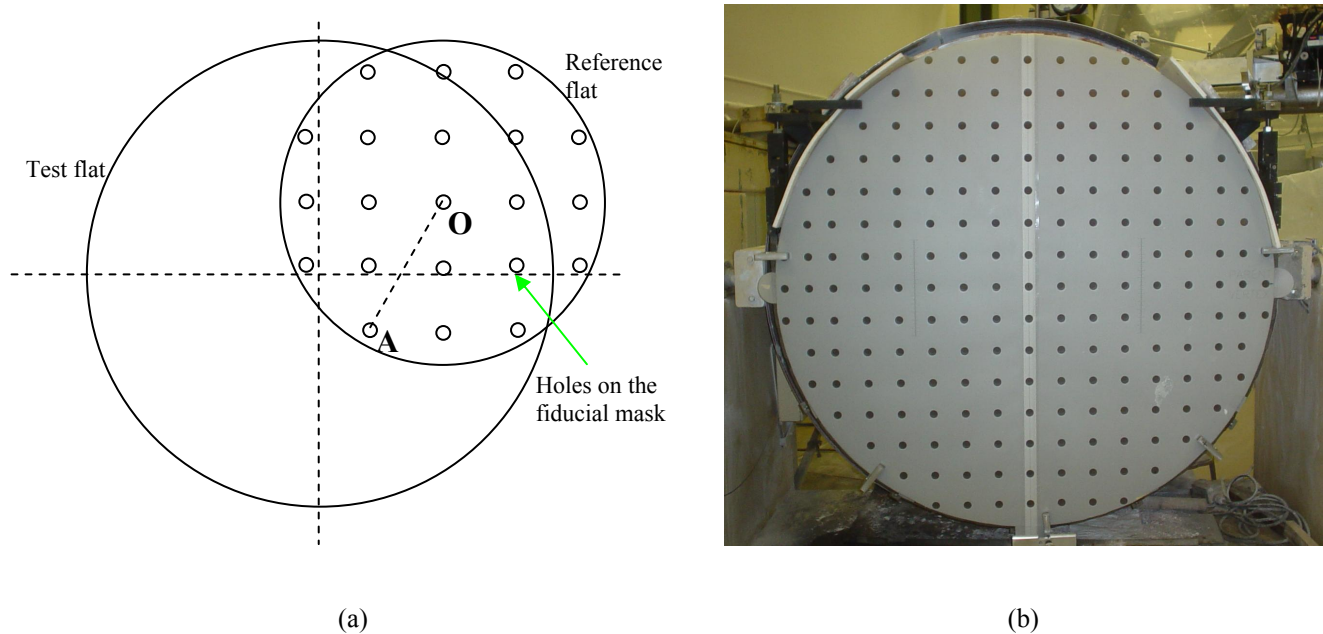 Reference
flat
Test flat
O
A
Holes on the
fiducial mask
(a)
(b)